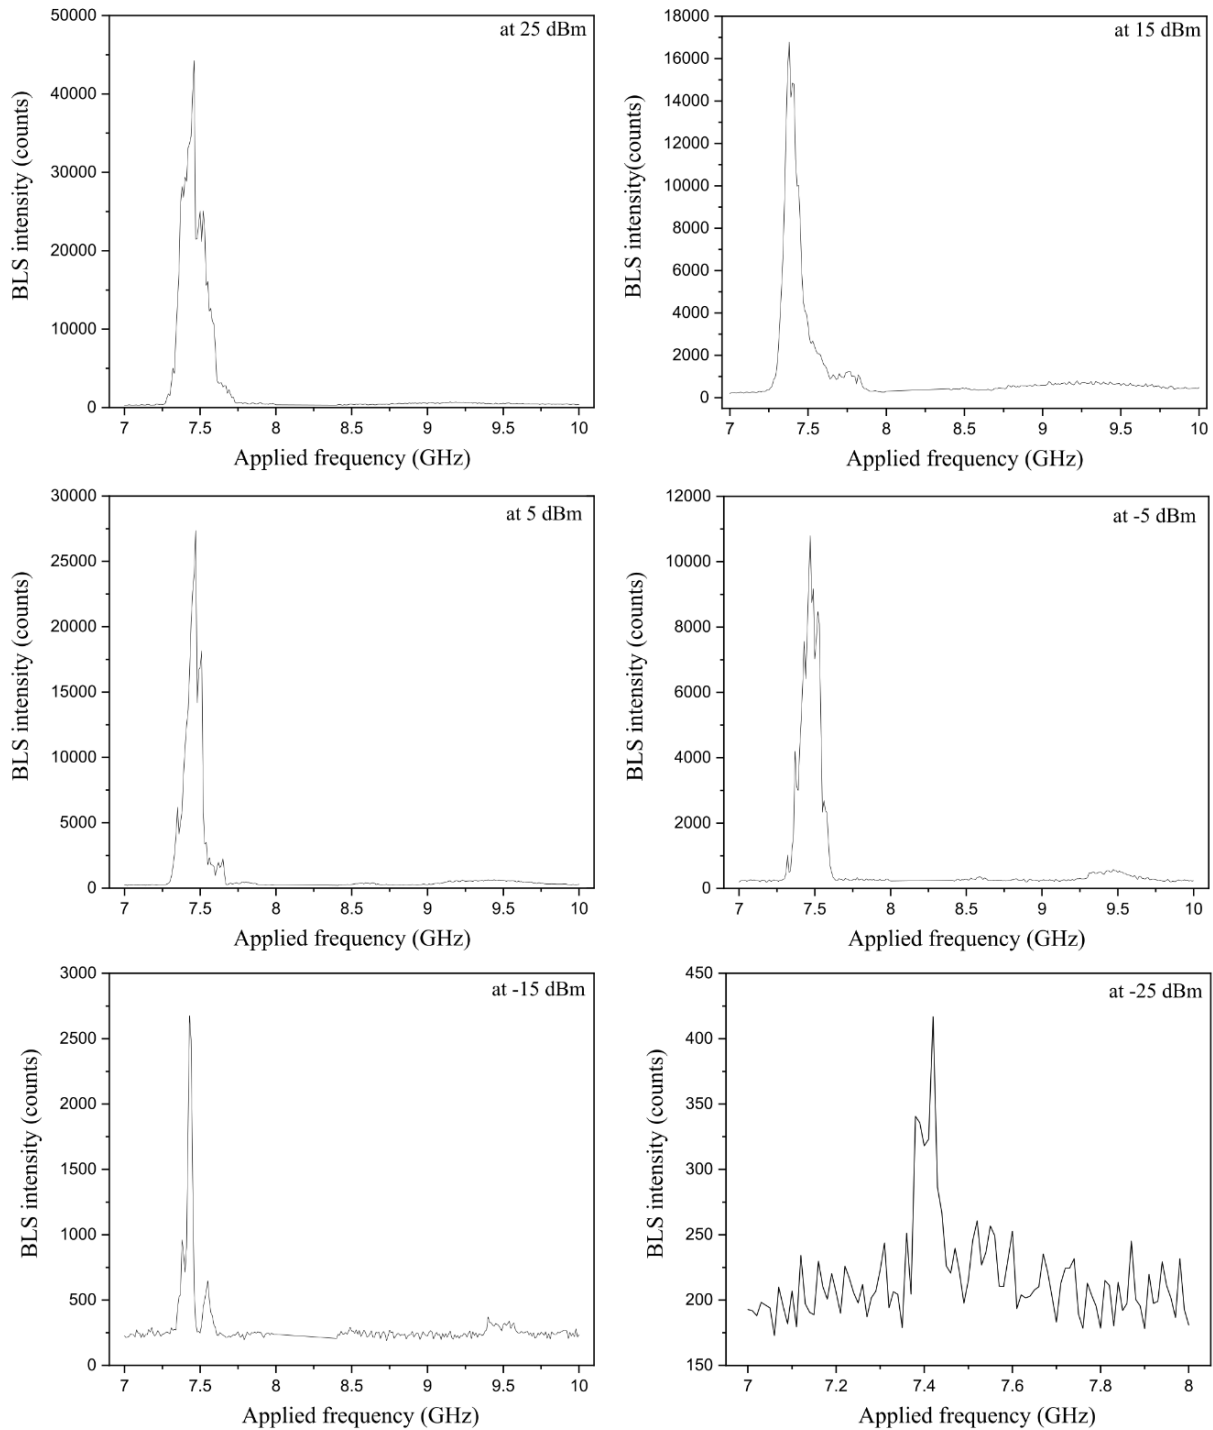 at 25 dBm
BLS intensity (counts)
50000
40000
30000
20000
10000
0
7 7.5 8 8.5 9 9.5 10
Applied frequency (GHz)
at 15 dBm
BLS intensity(counts)
18000
16000
14000
12000
10000
8000
6000
4000
2000
0
7 7.5 8 8.5 9 9.5 10
Applied frequency (GHz)
at 5 dBm
BLS intensity (counts)
30000
25000
20000
15000
10000
5000
0
7 7.5 8 8.5 9 9.5 10
Applied frequency (GHz)
at -5 dBm
BLS intensity (counts)
12000
10000
8000
6000
4000
2000
0
7 7.5 8 8.5 9 9.5 10
Applied frequency (GHz)
at -15 dBm
BLS intensity (counts)
3000
2500
2000
1500
1000
500
0
7 7.5 8 8.5 9 9.5 10
Applied frequency (GHz)
at -25 dBm
BLS intensity (counts)
450
400
350
300
250
200
150
7 7.2 7.4 7.6 7.8 8
Applied frequency (GHz)